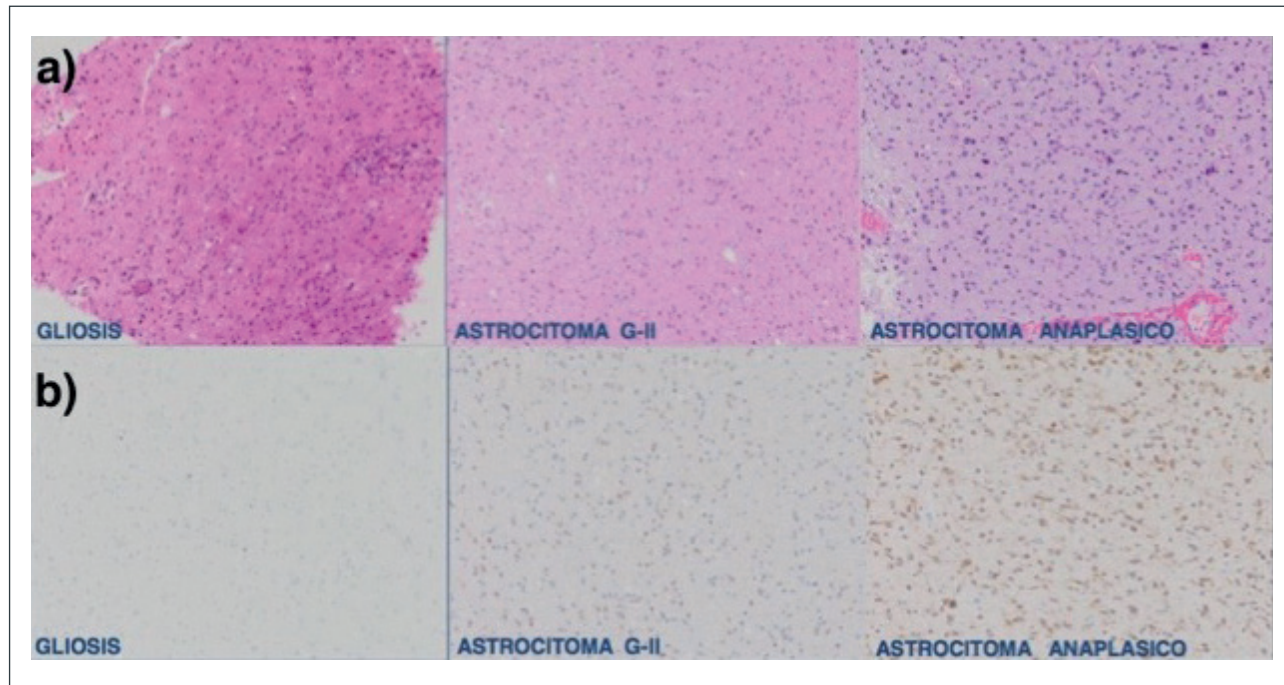 a)
GLIOSIS
ASTROCITOMA G-II
ASTROCITOMA ANAPLASICO
b)
GLIOSIS
ASTROCITOMA G-II
ASTROCITOMA ANAPLASICO